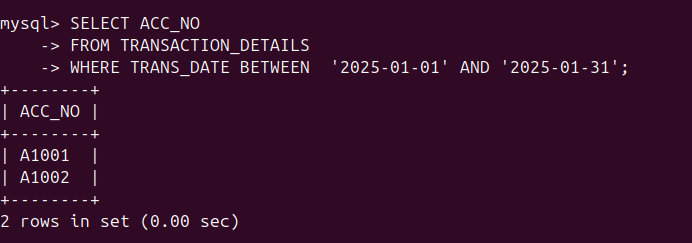 mysql> SELECT ACC_NO
    -> FROM TRANSACTION_DETAILS
    -> WHERE TRANS_DATE BETWEEN  '2025-01-01' AND '2025-01-31';
+--------+
| ACC_NO |
+--------+
| A1001  |
| A1002  |
+--------+
2 rows in set (0.00 sec)